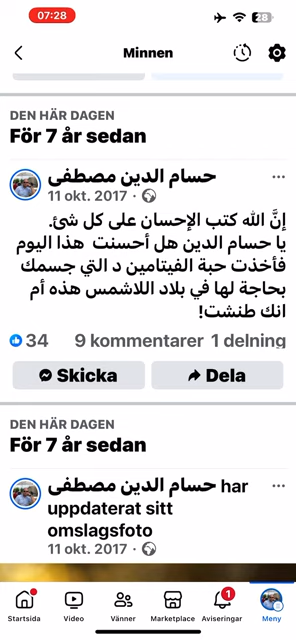 07:28
28
Minnen
DEN HÄR DAGEN
För 7 år sedan
حسام الدين مصطفى
11 okt. 2017 ·
إنَّ الله كتب الإحسان على كل شئ.
يا حسام الدين هل أحسنت هذا اليوم
فأخذت حبة الفيتامين د التي جسمك
بحاجة لها في بلاد اللاشمس هذه أم
انك طنشت!
34 9 kommentarer 1 delning
Skicka Dela
DEN HÄR DAGEN
För 7 år sedan
حسام الدين مصطفى har
uppdaterat sitt
omslagsfoto
11 okt. 2017 ·
1
Startsida Video Vänner Marketplace Aviseringar Meny